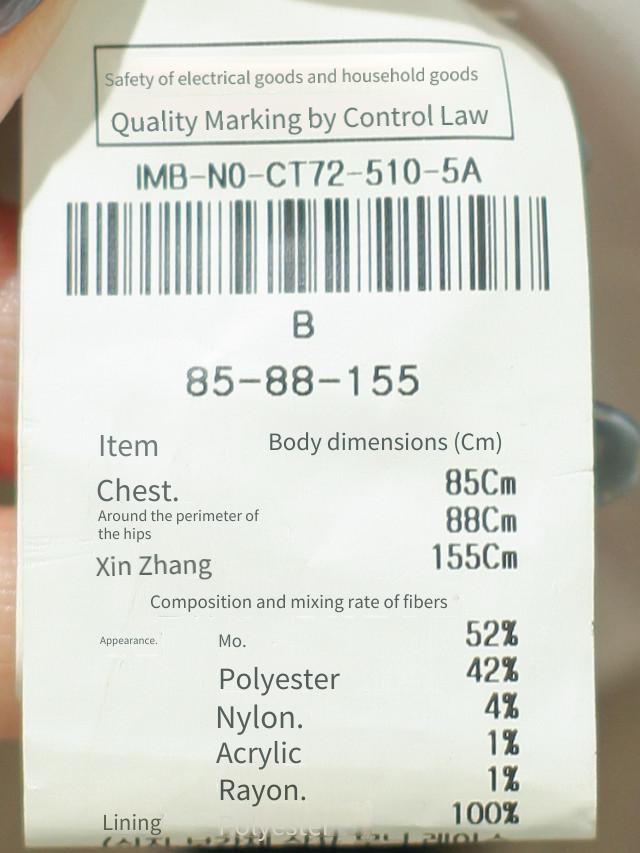 Safety of electrical goods and household goods
Quality Marking by Control Law
IMB-NO-CT72-510-5A
B
85-88-155
Item Body dimensions (Cm)
Chest. 85Cm
Around the perimeter of
the hips 88Cm
Xin Zhang 155Cm
Composition and mixing rate of fibers
Appearance. Mo. 52%
Polyester 42%
Nylon. 4%
Acrylic 1%
Rayon. 1%
Lining Polyester 100%